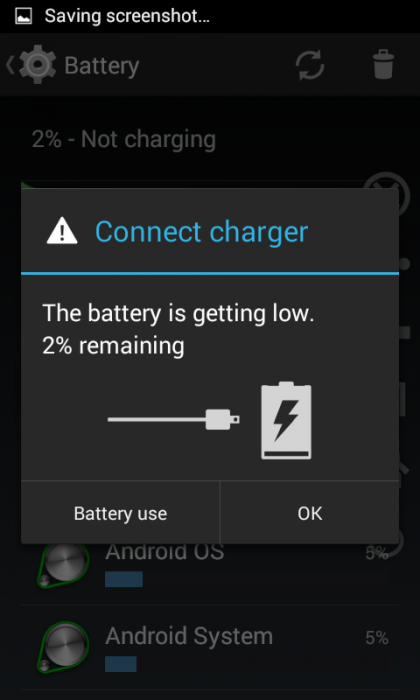 Saving screenshot...
Battery
2% - Not charging
Connect charger
The battery is getting low.
2% remaining
Battery use
OK
Android OS
5%
Android System
5%